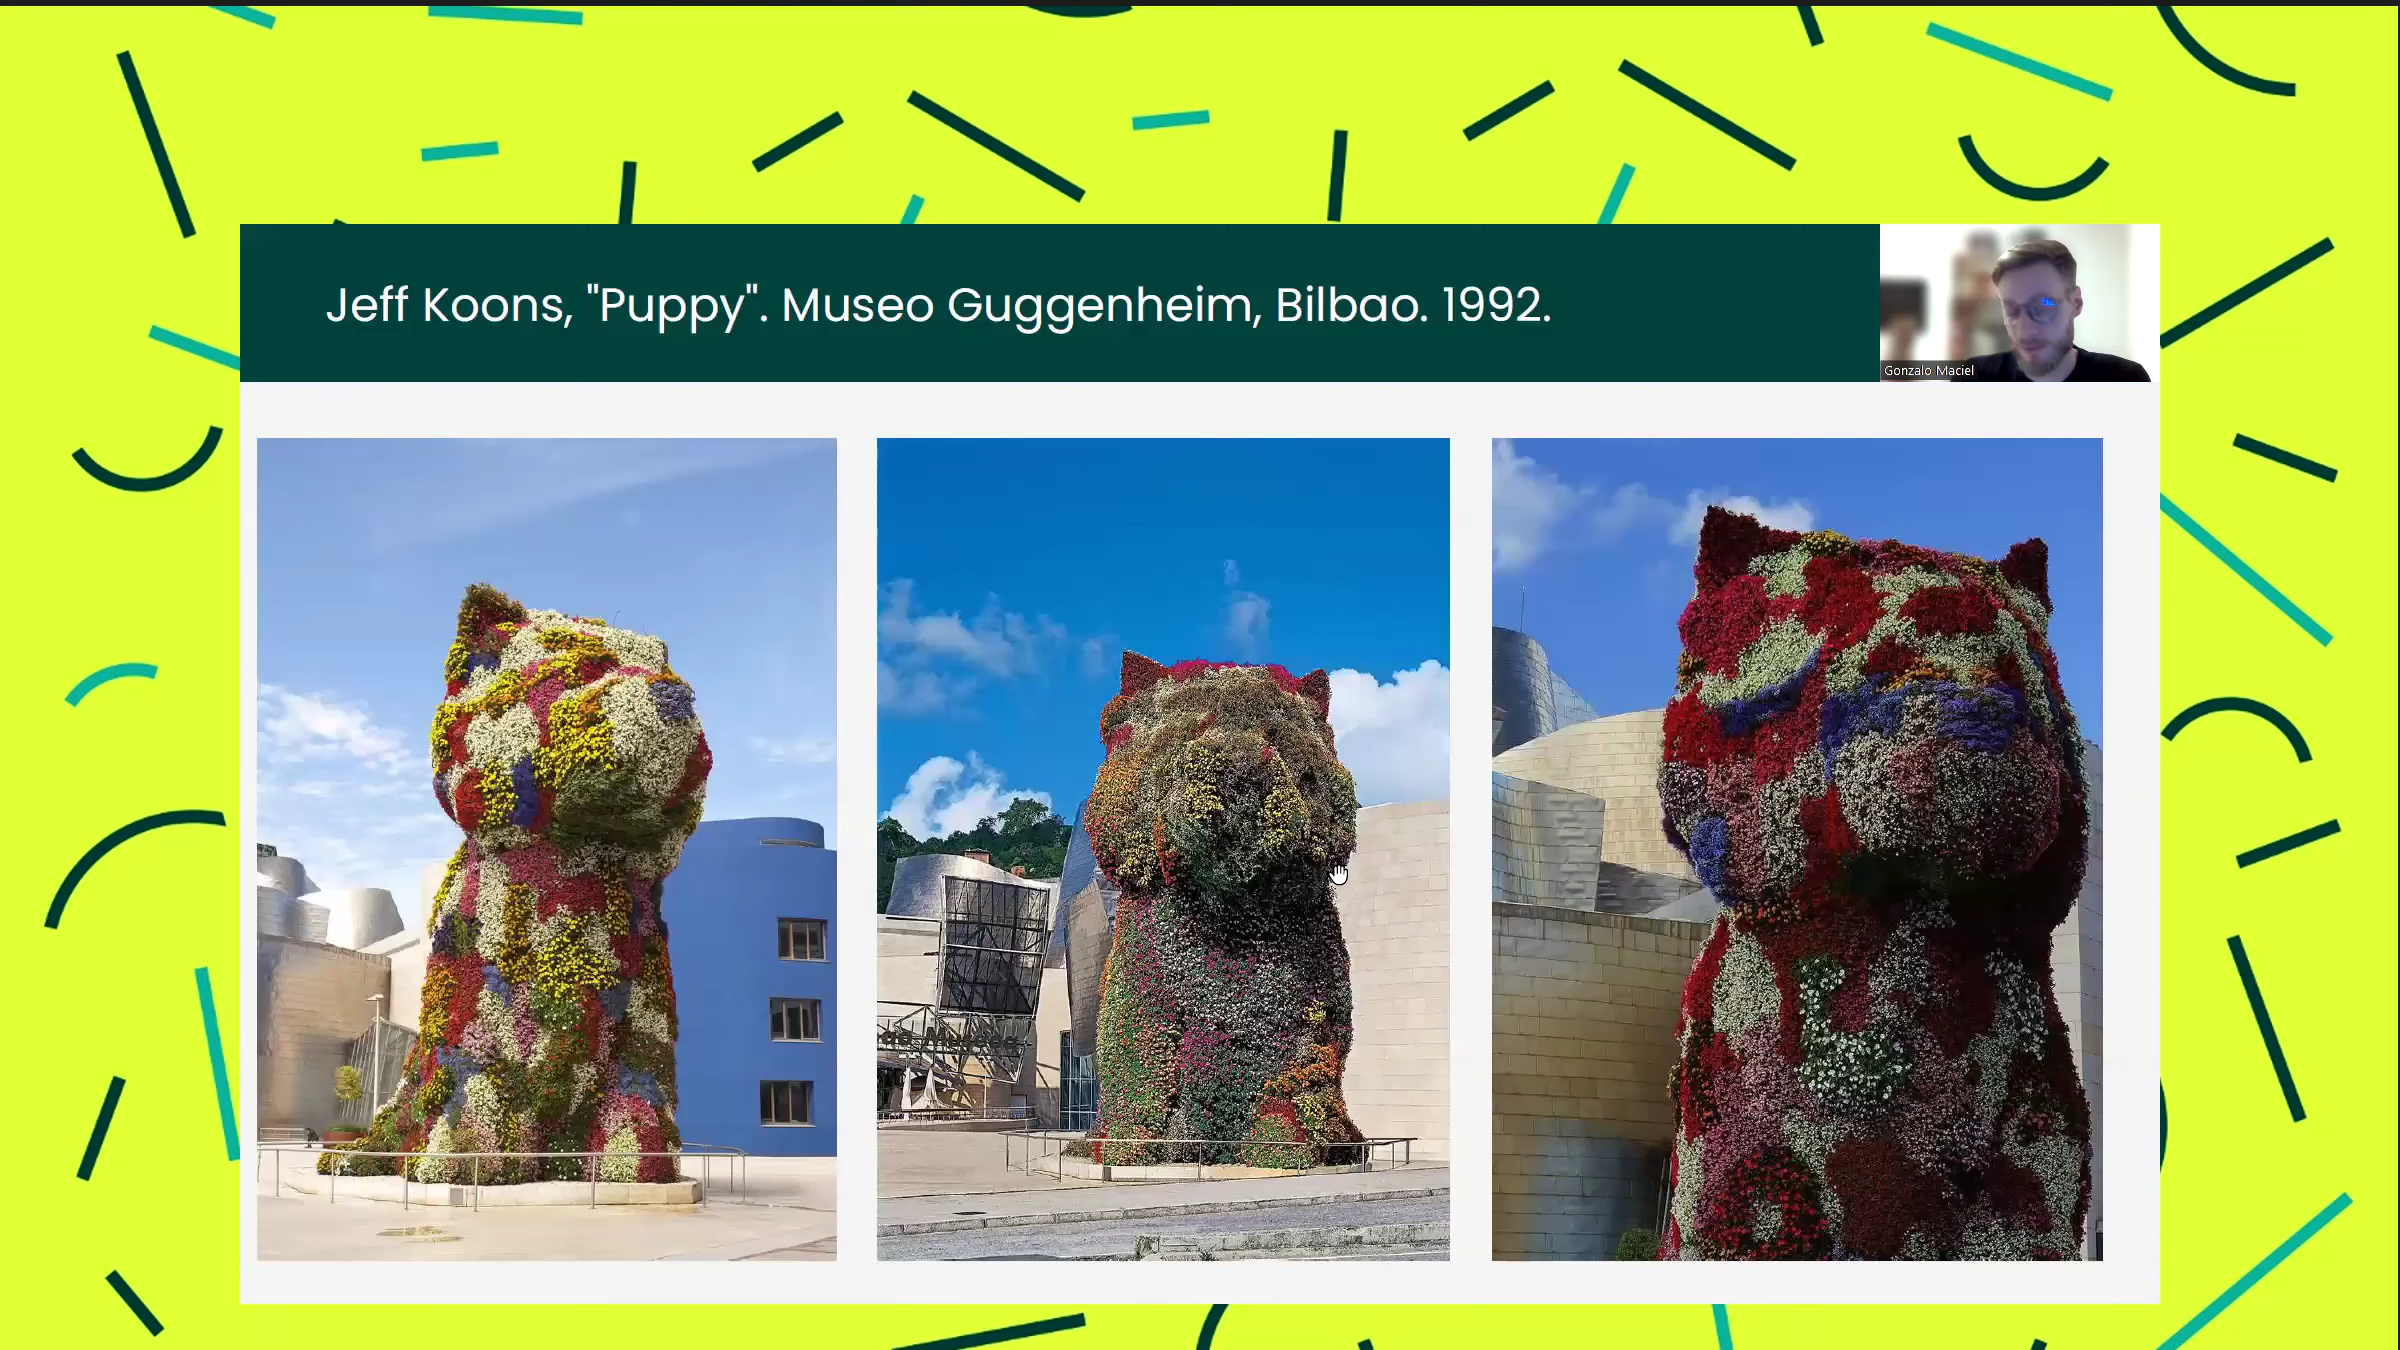 Jeff Koons, "Puppy". Museo Guggenheim, Bilbao. 1992.
Gonzalo Maciel